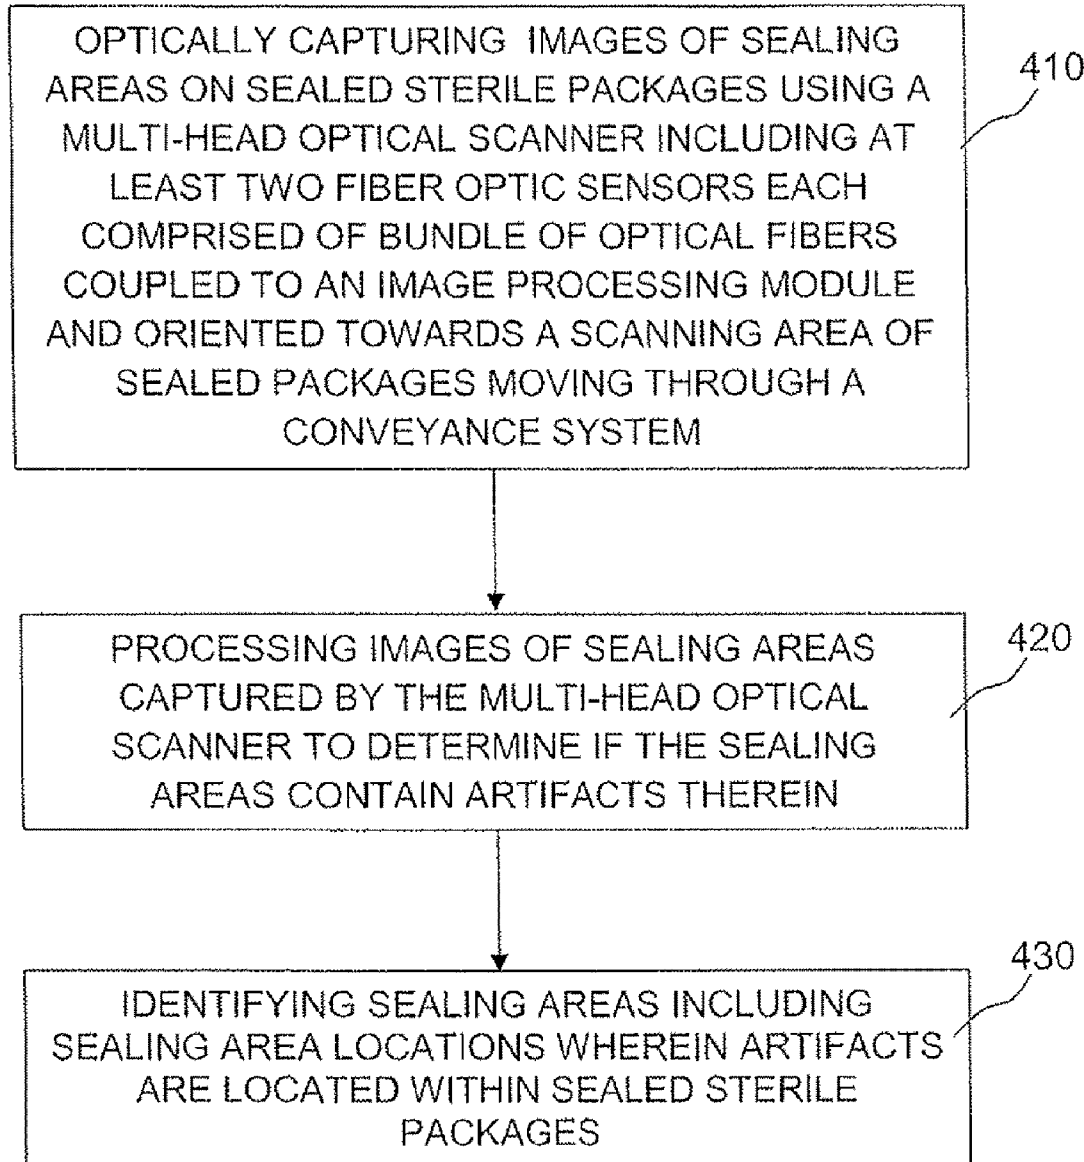 OPTICALLY CAPTURING IMAGES OF SEALING
AREAS ON SEALED STERILE PACKAGES USING A
MULTI-HEAD OPTICAL SCANNER INCLUDING AT
LEAST TWO FIBER OPTIC SENSORS EACH
COMPRISED OF BUNDLE OF OPTICAL FIBERS
COUPLED TO AN IMAGE PROCESSING MODULE
AND ORIENTED TOWARDS A SCANNING AREA OF
SEALED PACKAGES MOVING THROUGH A
CONVEYANCE SYSTEM
410
PROCESSING IMAGES OF SEALING AREAS
CAPTURED BY THE MULTI-HEAD OPTICAL
SCANNER TO DETERMINE IF THE SEALING
AREAS CONTAIN ARTIFACTS THEREIN
420
IDENTIFYING SEALING AREAS INCLUDING
SEALING AREA LOCATIONS WHEREIN ARTIFACTS
ARE LOCATED WITHIN SEALED STERILE
PACKAGES
430